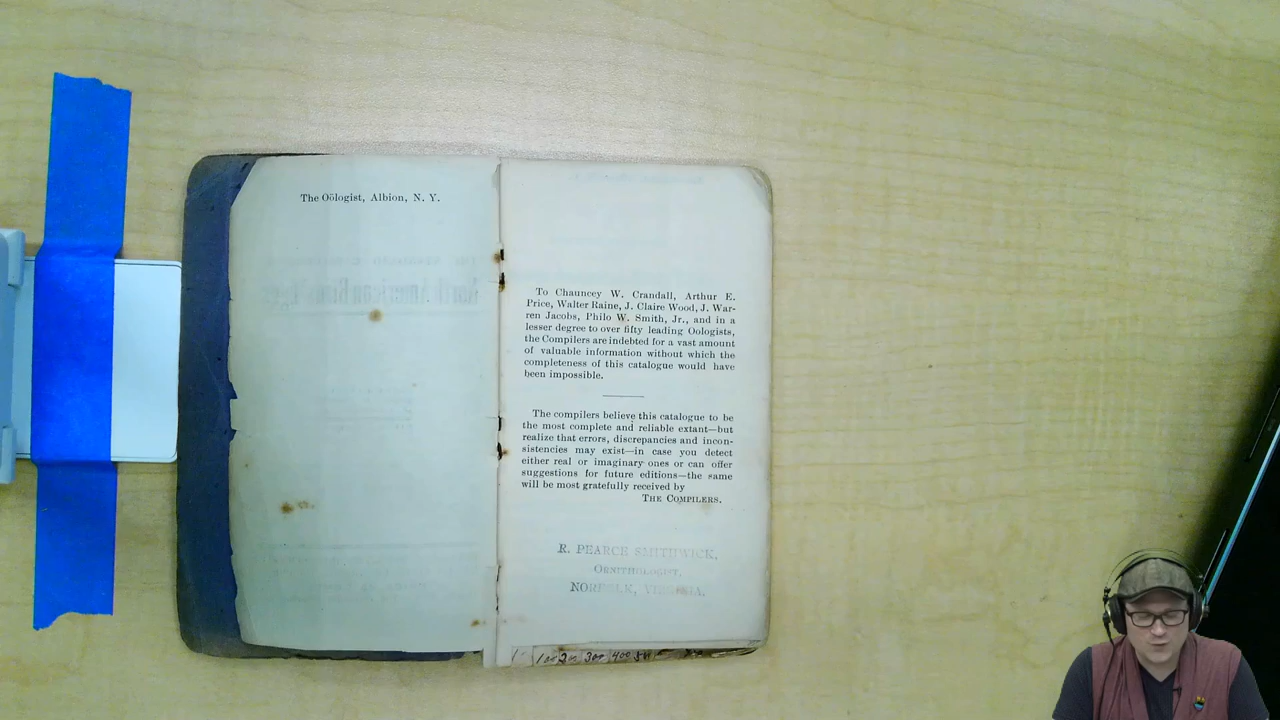 The Oölogist, Albion, N. Y.
To Chauncey W. Crandall, Arthur E.
Price, Walter Raine, J. Claire Wood, J. War-
ren Jacobs, Philo W. Smith, Jr., and in a
lesser degree to over fifty leading Oologists,
the Compilers are indebted for a vast amount
of valuable information without which the
completeness of this catalogue would have
been impossible.
The compilers believe this catalogue to be
the most complete and reliable extant—but
realize that errors, discrepancies and incon-
sistencies may exist—in case you detect
either real or imaginary ones or can offer
suggestions for future editions—the same
will be most gratefully received by
THE COMPILERS.
R. PEARCE SMITHWICK,
ORNITHOLOGIST,
NORFOLK, VIRGINIA.
100 200 300 400